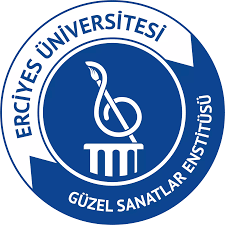 ERCİYES ÜNİVERSİTESİ
GÜZEL SANATLAR ENSTİTÜSÜ